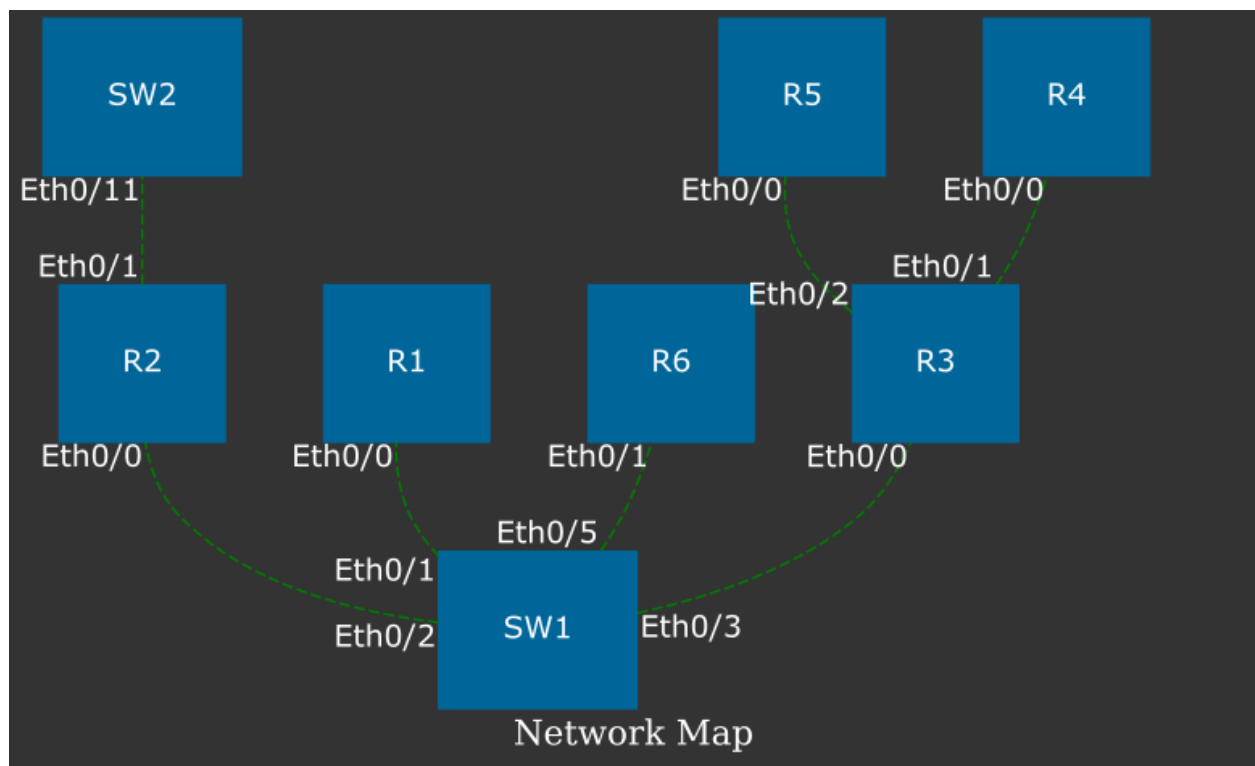 SW2
R5
R4
Eth0/11
Eth0/0
Eth0/0
Eth0/1
Eth0/1
Eth0/2
R2
R1
R6
R3
Eth0/0
Eth0/0
Eth0/1
Eth0/0
Eth0/5
Eth0/1
Eth0/2
SW1
Eth0/3
Network Map